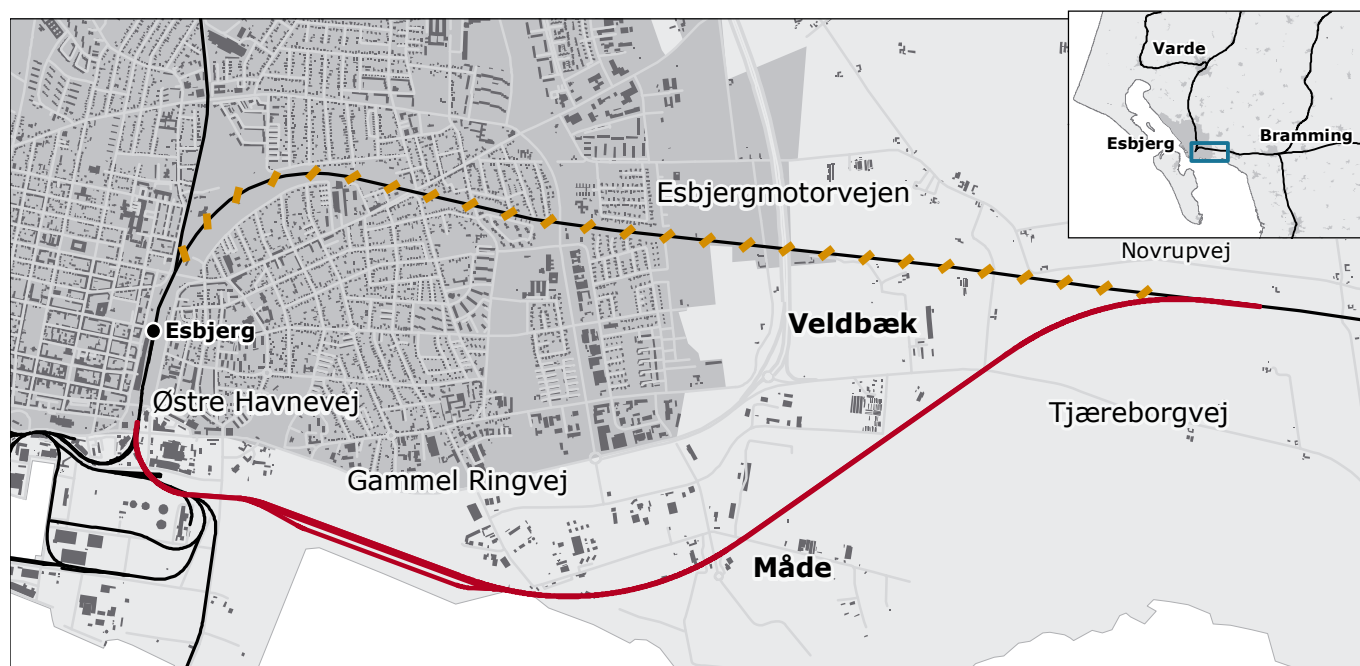 Varde
Bramming
Esbjerg
Esbjergmotorvejen
Novrupvej
Veldbæk
Esbjerg
Østre Havnevej
Tjæreborgvej
Gammel Ringvej
Måde